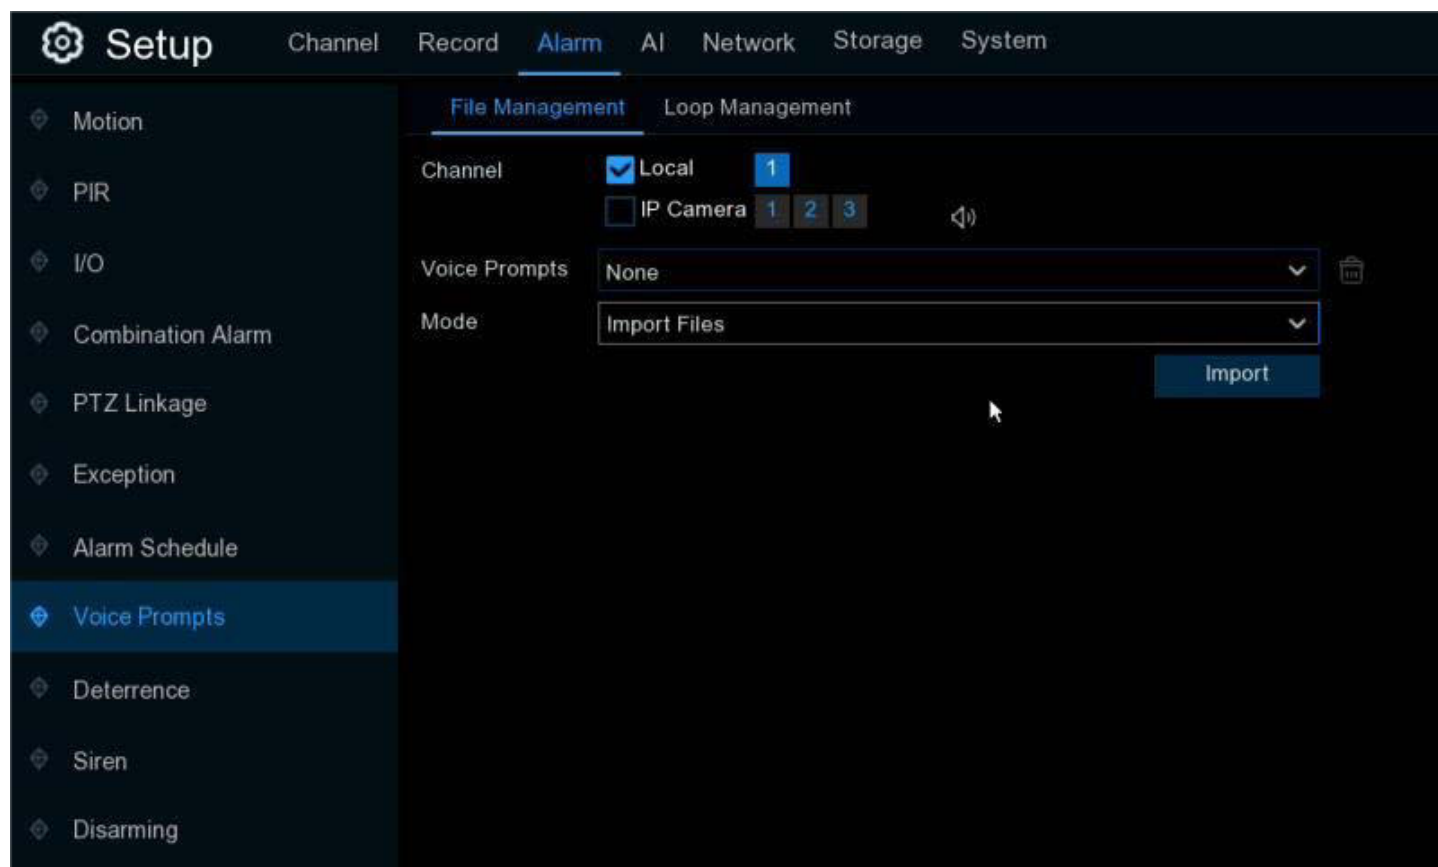 Setup Channel Record Alarm AI Network Storage System
File Management Loop Management
Motion
PIR
I/O
Combination Alarm
PTZ Linkage
Exception
Alarm Schedule
Voice Prompts
Deterrence
Siren
Disarming
Channel Local 1
IP Camera 1 2 3
Voice Prompts None
Mode Import Files
Import